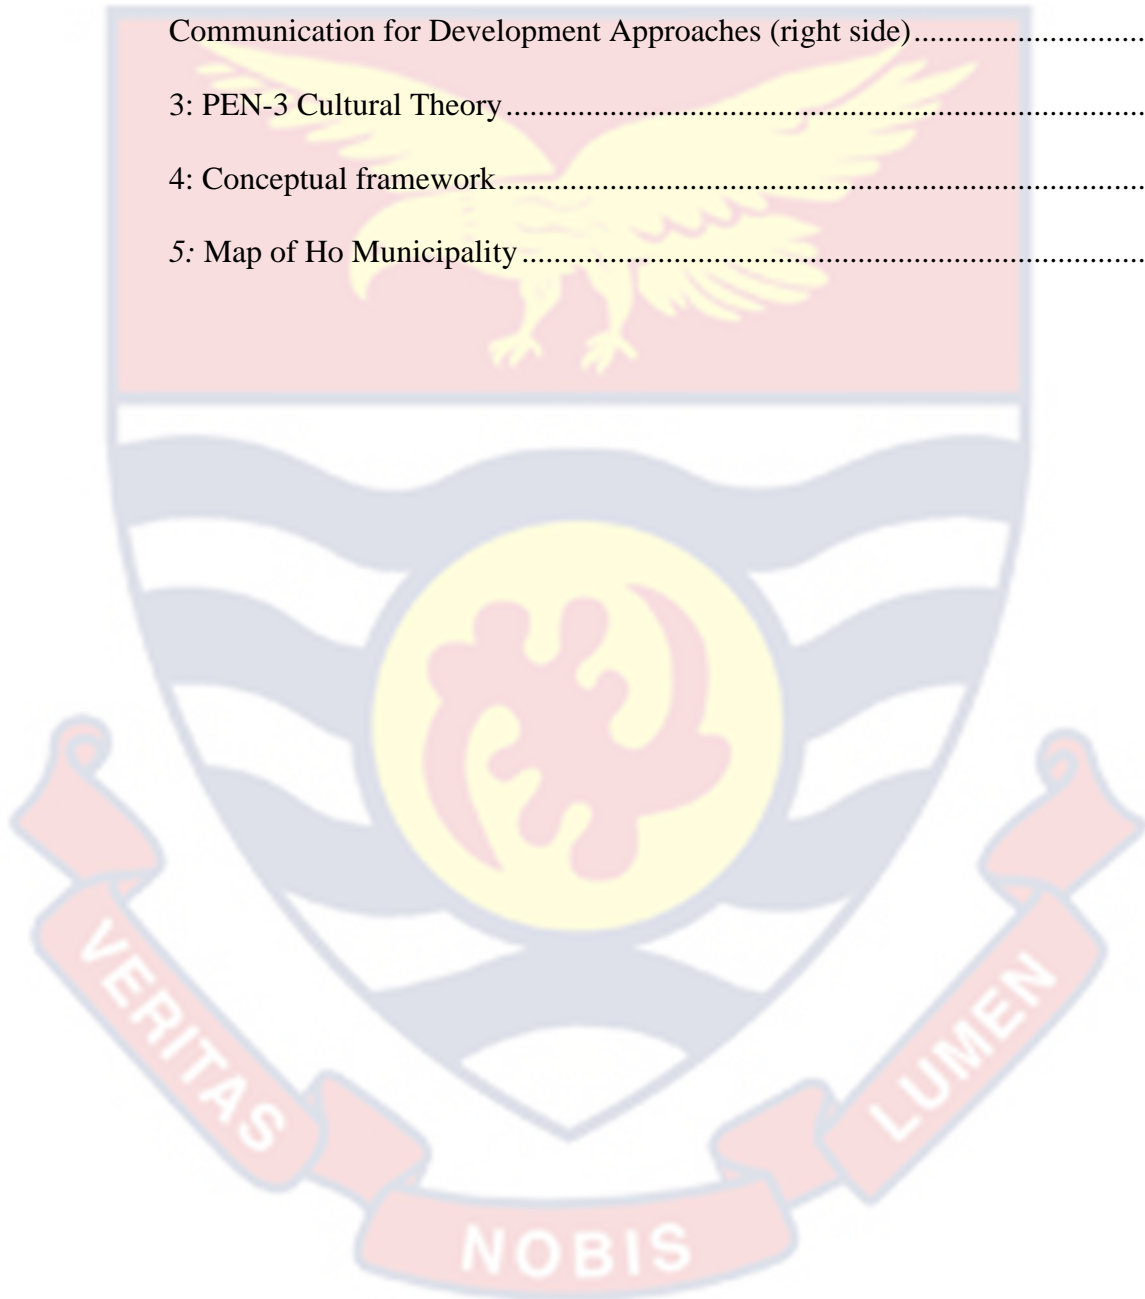 Communication for Development Approaches (right side)..............................
3: PEN-3 Cultural Theory................................................................................
4: Conceptual framework.................................................................................
5: Map of Ho Municipality..............................................................................
VERITAS
NOBIS
LUMEN